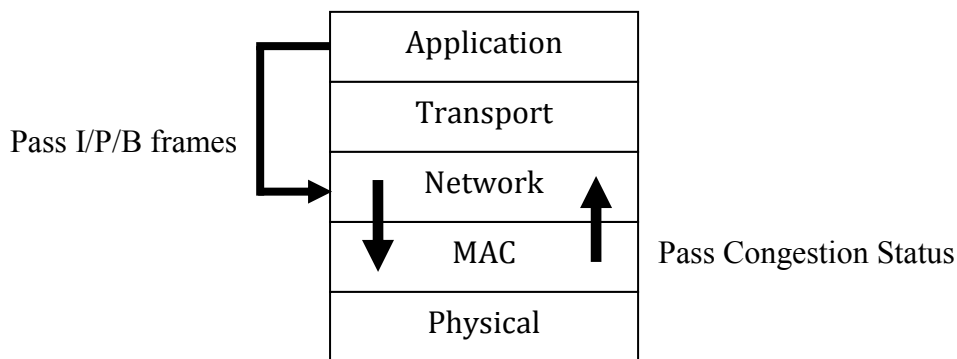 Application
Transport
Pass I/P/B frames
Network
MAC
Pass Congestion Status
Physical